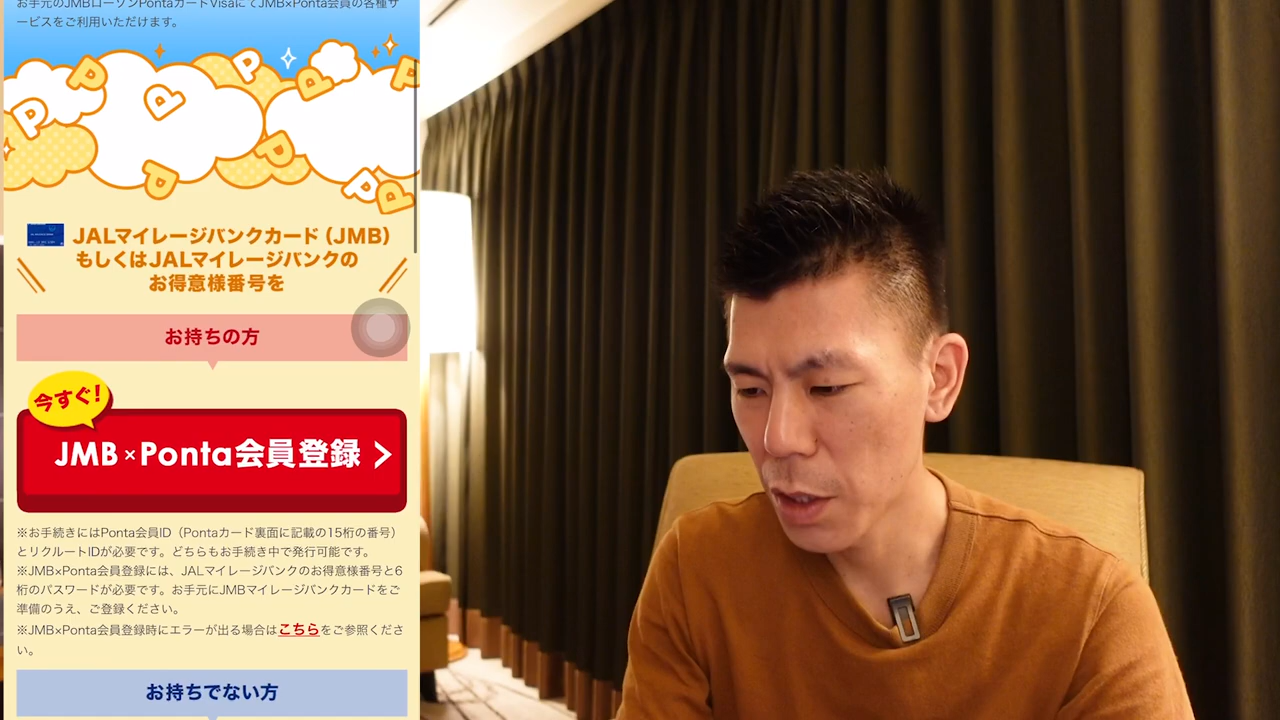 お手元のJMBローソンPontaカードVisaにてJMB×Ponta会員の各種サ
ービスをご利用いただけます。
JALマイレージバンクカード（JMB）
もしくはJALマイレージバンクの
お得意様番号を
お持ちの方
今すぐ！
JMB×Ponta会員登録
※お手続きにはPonta会員ID（Pontaカード裏面に記載の15桁の番号）
とリクルートIDが必要です。どちらもお手続き中で発行可能です。
※JMB×Ponta会員登録には、JALマイレージバンクのお得意様番号と6
桁のパスワードが必要です。お手元にJMBマイレージバンクカードをご
準備のうえ、ご登録ください。
※JMB×Ponta会員登録時にエラーが出る場合はこちらをご参照くださ
い。
お持ちでない方